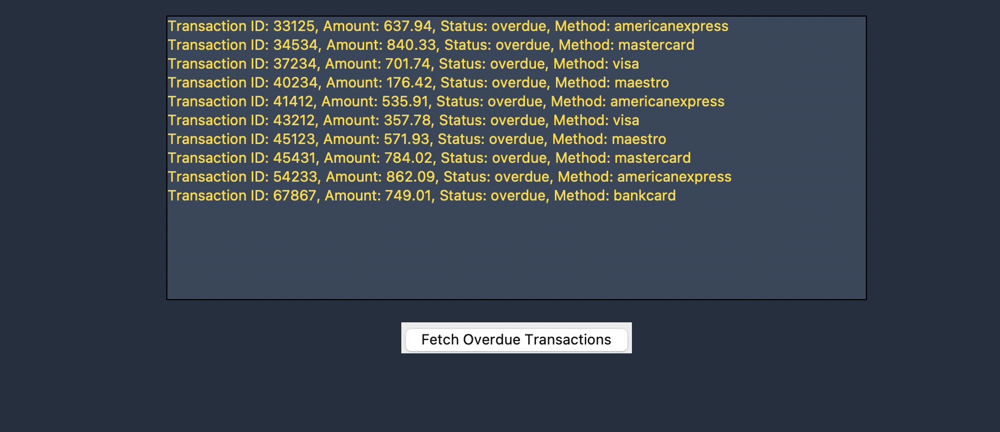 Transaction ID: 33125, Amount: 637.94, Status: overdue, Method: americanexpress
Transaction ID: 34534, Amount: 840.33, Status: overdue, Method: mastercard
Transaction ID: 37234, Amount: 701.74, Status: overdue, Method: visa
Transaction ID: 40234, Amount: 176.42, Status: overdue, Method: maestro
Transaction ID: 41412, Amount: 535.91, Status: overdue, Method: americanexpress
Transaction ID: 43212, Amount: 357.78, Status: overdue, Method: visa
Transaction ID: 45123, Amount: 571.93, Status: overdue, Method: maestro
Transaction ID: 45431, Amount: 784.02, Status: overdue, Method: mastercard
Transaction ID: 54233, Amount: 862.09, Status: overdue, Method: americanexpress
Transaction ID: 67867, Amount: 749.01, Status: overdue, Method: bankcard
Fetch Overdue Transactions